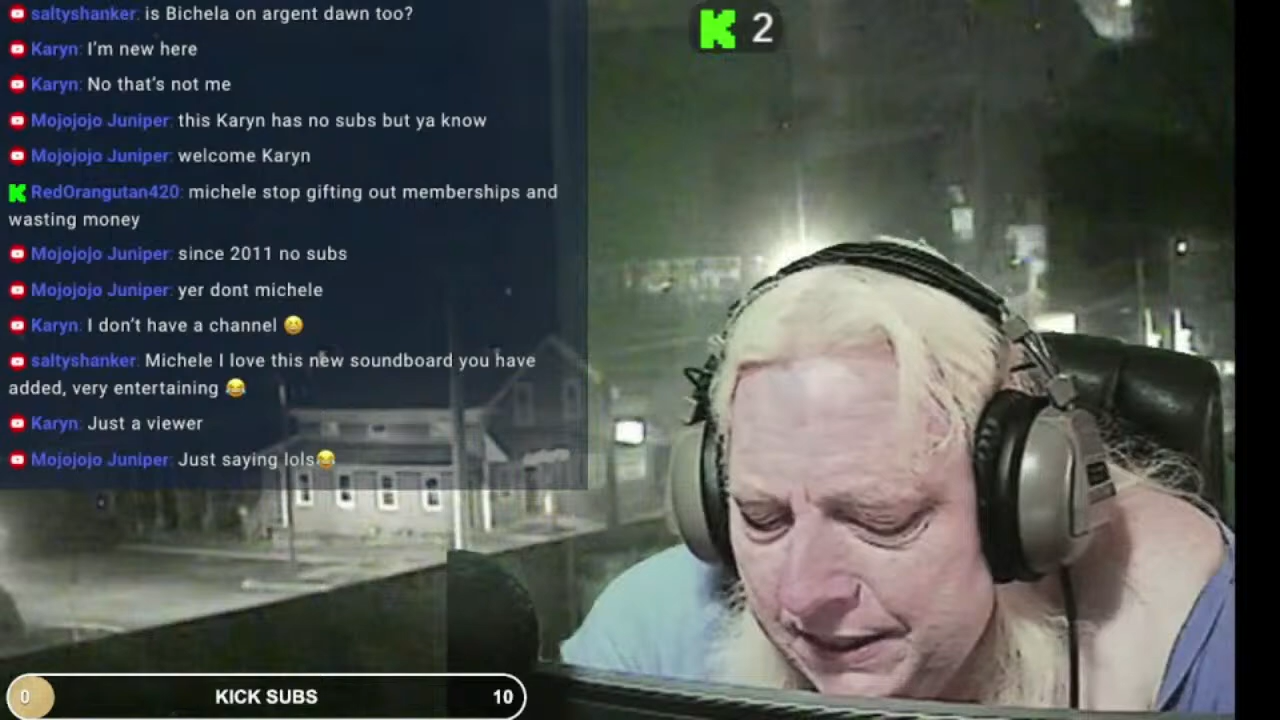 saltyshanker: is Bichela on argent dawn too?
Karyn: I'm new here
Karyn: No that's not me
Mojojojo Juniper: this Karyn has no subs but ya know
Mojojojo Juniper: welcome Karyn
RedOrangutan420: michele stop gifting out memberships and
wasting money
Mojojojo Juniper: since 2011 no subs
Mojojojo Juniper: yer dont michele
Karyn: I don't have a channel 😆
saltyshanker: Michele I love this new soundboard you have
added, very entertaining 😂
Karyn: Just a viewer
Mojojojo Juniper: Just saying lols😂
K 2
0 KICK SUBS 10